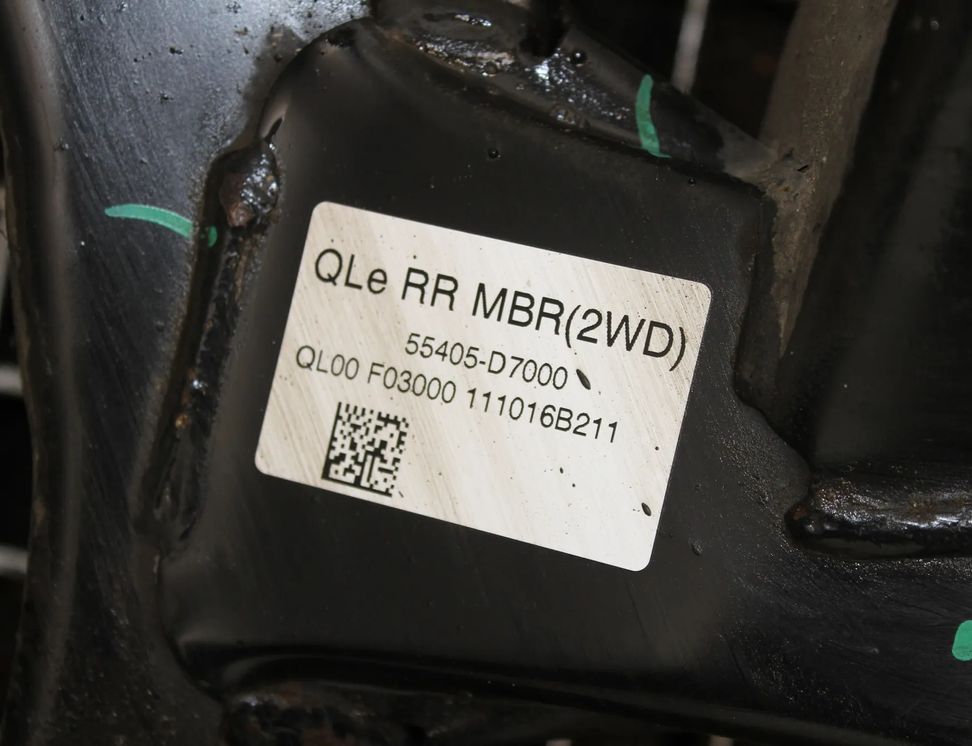 QLe RR MBR(2WD)
55405-D7000
QL00 F03000 111016B211